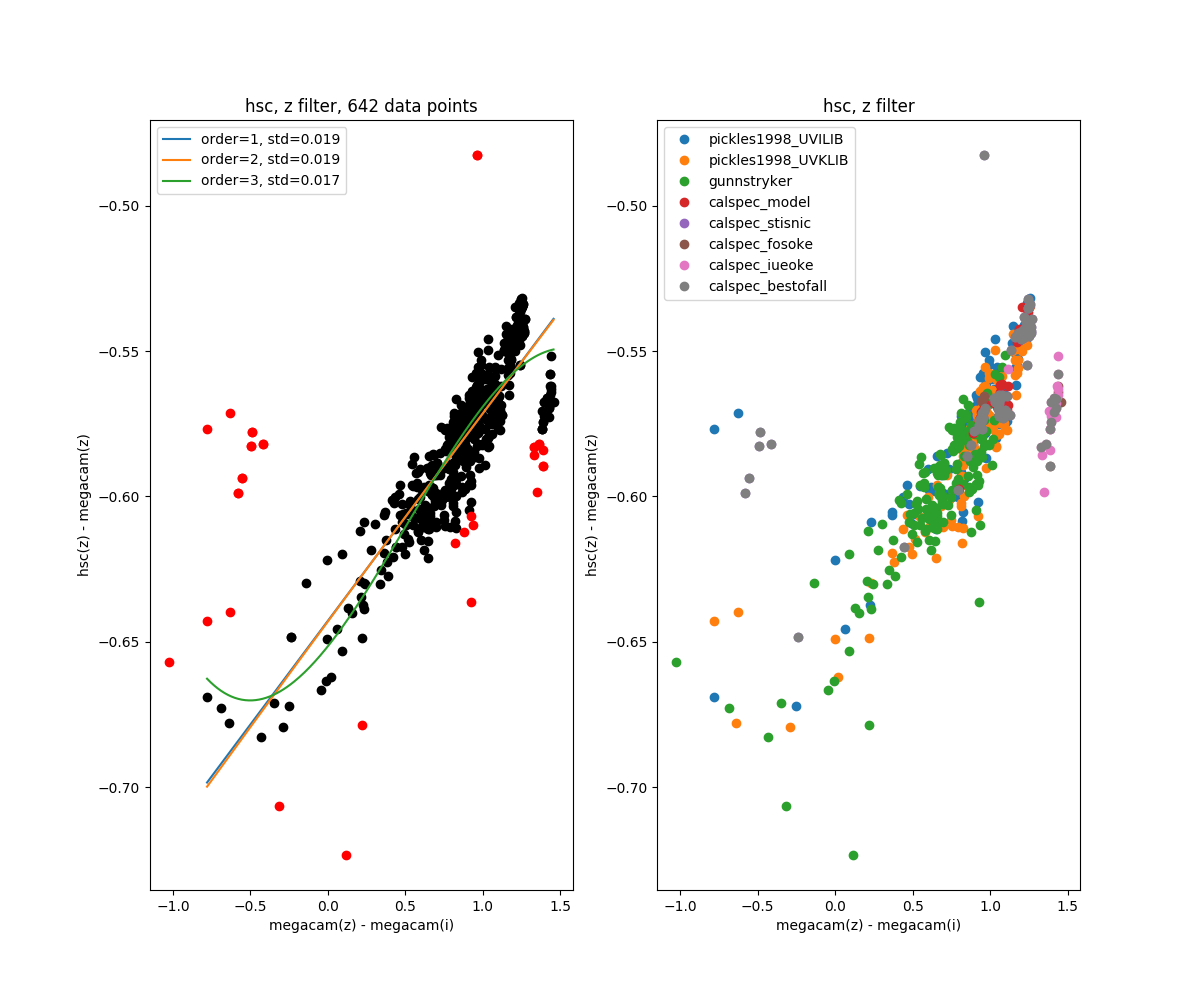 hsc, z filter, 642 data points
order=1, std=0.019
order=2, std=0.019
order=3, std=0.017
−0.50
−0.55
−0.60
−0.65
−0.70
hsc(z) - megacam(z)
−1.0
−0.5
0.0
0.5
1.0
1.5
megacam(z) - megacam(i)
hsc, z filter
pickles1998_UVILIB
pickles1998_UVKLIB
gunnstryker
calspec_model
calspec_stisnic
calspec_fosoke
calspec_iueoke
calspec_bestofall
−0.50
−0.55
−0.60
−0.65
−0.70
hsc(z) - megacam(z)
−1.0
−0.5
0.0
0.5
1.0
1.5
megacam(z) - megacam(i)